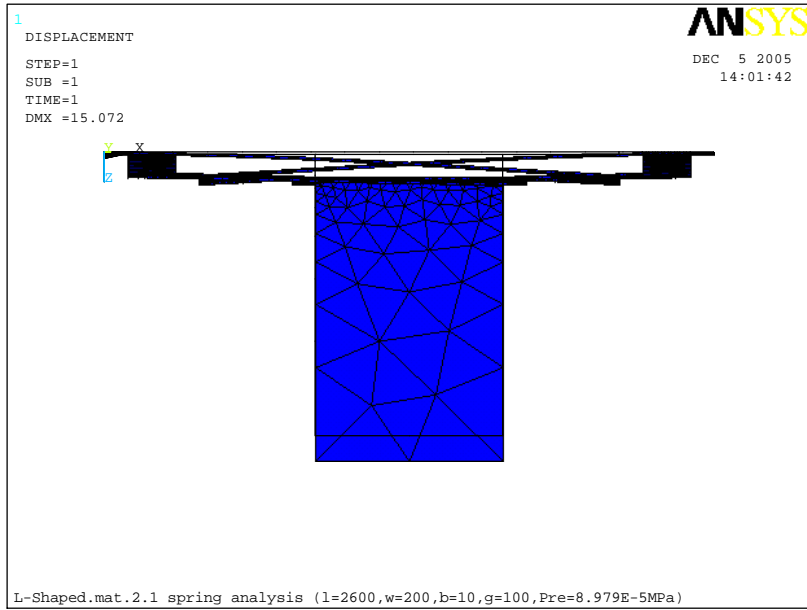 1
DISPLACEMENT
STEP=1
SUB =1
TIME=1
DMX =15.072
ANSYS
DEC 5 2005
14:01:42
Y
X
Z
L-Shaped.mat.2.1 spring analysis (l=2600,w=200,b=10,g=100,Pre=8.979E-5MPa)